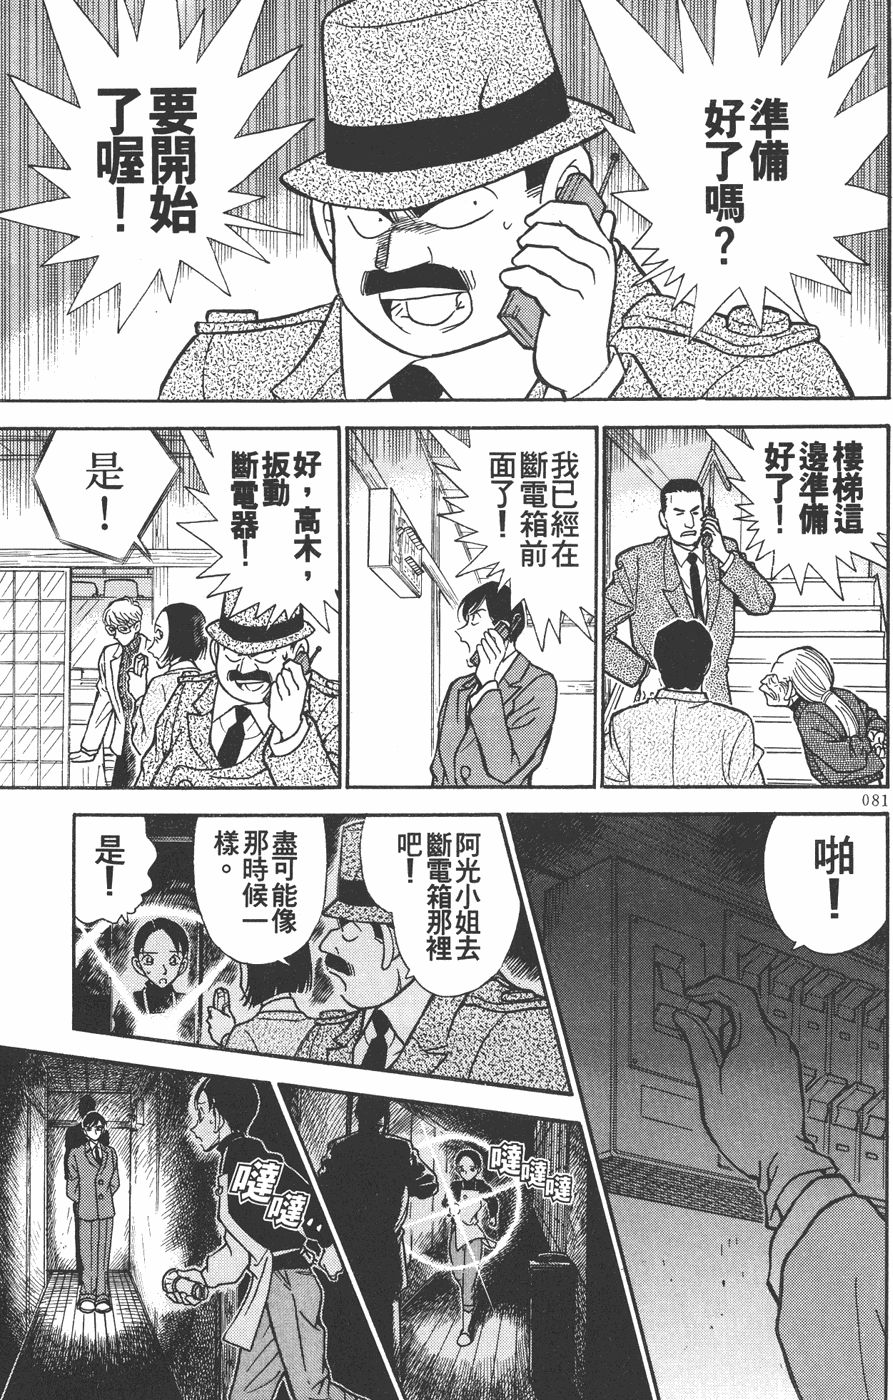 準備
好了嗎？
要開始
了喔！
樓梯這
邊準備
好了！
我已經在
斷電箱前
面了！
好，高木，
扳動
斷電器！
是！
081
啪！
阿光小姐去
斷電箱那裡
吧！
盡可能像
那時候一
樣。
是！
噠噠噠
噠噠